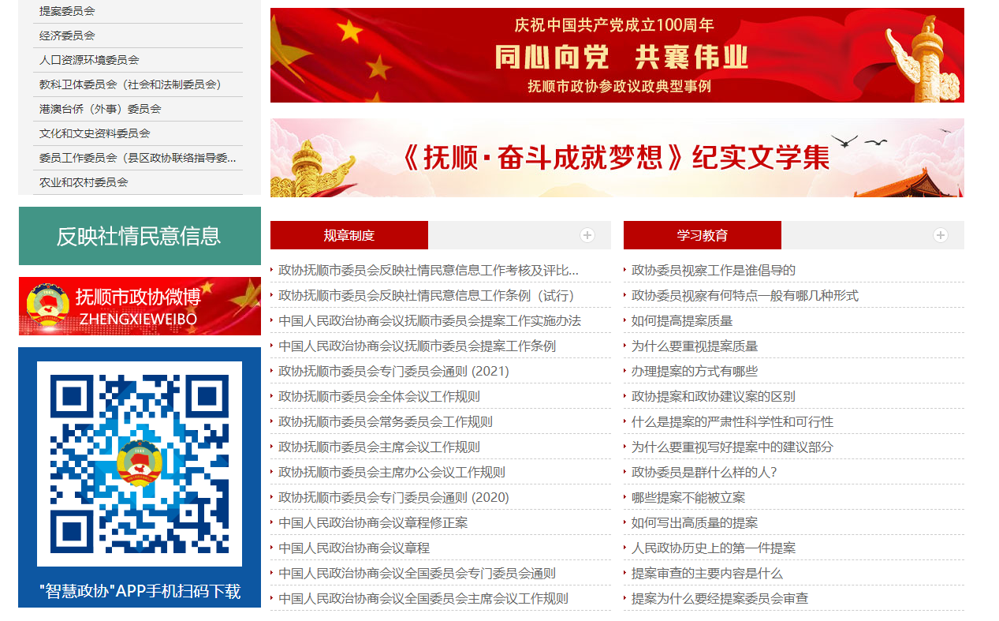 提案委员会
经济委员会
人口资源环境委员会
教科卫体委员会（社会和法制委员会）
港澳台侨（外事）委员会
文化和文史资料委员会
委员工作委员会（县区政协联络指导委...
农业和农村委员会
反映社情民意信息
抚顺市政协微博
ZHENGXIEWEIBO
"智慧政协"APP手机扫码下载
庆祝中国共产党成立100周年
同心向党 共襄伟业
抚顺市政协参政议政典型事例
《抚顺·奋斗成就梦想》纪实文学集
规章制度
政协抚顺市委员会反映社情民意信息工作考核及评比...
政协抚顺市委员会反映社情民意信息工作条例（试行）
中国人民政治协商会议抚顺市委员会提案工作实施办法
中国人民政治协商会议抚顺市委员会提案工作条例
政协抚顺市委员会专门委员会通则 (2021)
政协抚顺市委员会全体会议工作规则
政协抚顺市委员会常务委员会工作规则
政协抚顺市委员会主席会议工作规则
政协抚顺市委员会主席办公会议工作规则
政协抚顺市委员会专门委员会通则 (2020)
中国人民政治协商会议章程修正案
中国人民政治协商会议章程
中国人民政治协商会议全国委员会专门委员会通则
中国人民政治协商会议全国委员会主席会议工作规则
学习教育
政协委员视察工作是谁倡导的
政协委员视察有何特点一般有哪几种形式
如何提高提案质量
为什么要重视提案质量
办理提案的方式有哪些
政协提案和政协建议案的区别
什么是提案的严肃性科学性和可行性
为什么要重视写好提案中的建议部分
政协委员是群什么样的人?
哪些提案不能被立案
如何写出高质量的提案
人民政协历史上的第一件提案
提案审查的主要内容是什么
提案为什么要经提案委员会审查